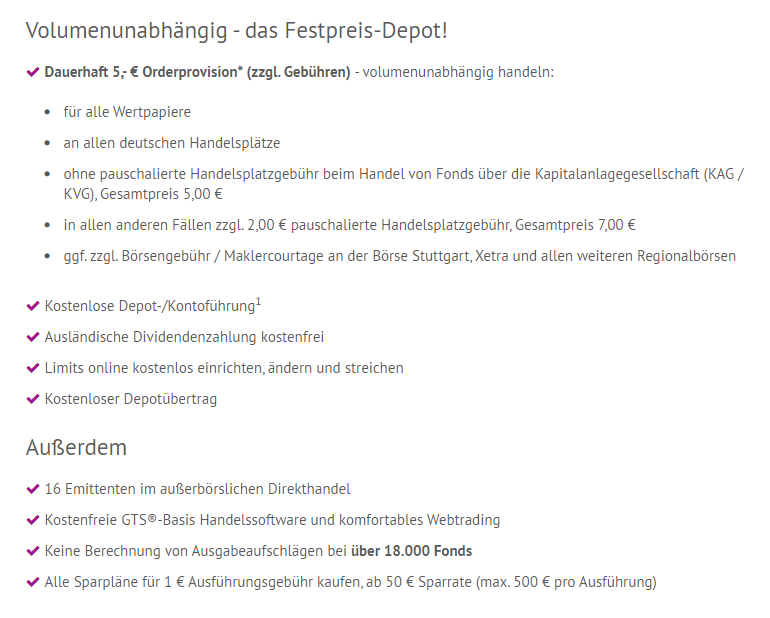 Volumenunabhängig - das Festpreis-Depot!
Dauerhaft 5,- € Orderprovision* (zzgl. Gebühren) - volumenunabhängig handeln:
für alle Wertpapiere
an allen deutschen Handelsplätze
ohne pauschalierte Handelsplatzgebühr beim Handel von Fonds über die Kapitalanlagegesellschaft (KAG /
KVG), Gesamtpreis 5,00 €
in allen anderen Fällen zzgl. 2,00 € pauschalierte Handelsplatzgebühr, Gesamtpreis 7,00 €
ggf. zzgl. Börsengebühr / Maklercourtage an der Börse Stuttgart, Xetra und allen weiteren Regionalbörsen
Kostenlose Depot-/Kontoführung¹
Ausländische Dividendenzahlung kostenfrei
Limits online kostenlos einrichten, ändern und streichen
Kostenloser Depotübertrag
Außerdem
16 Emittenten im außerbörslichen Direkthandel
Kostenfreie GTS®-Basis Handelssoftware und komfortables Webtrading
Keine Berechnung von Ausgabeaufschlägen bei über 18.000 Fonds
Alle Sparpläne für 1 € Ausführungsgebühr kaufen, ab 50 € Sparrate (max. 500 € pro Ausführung)